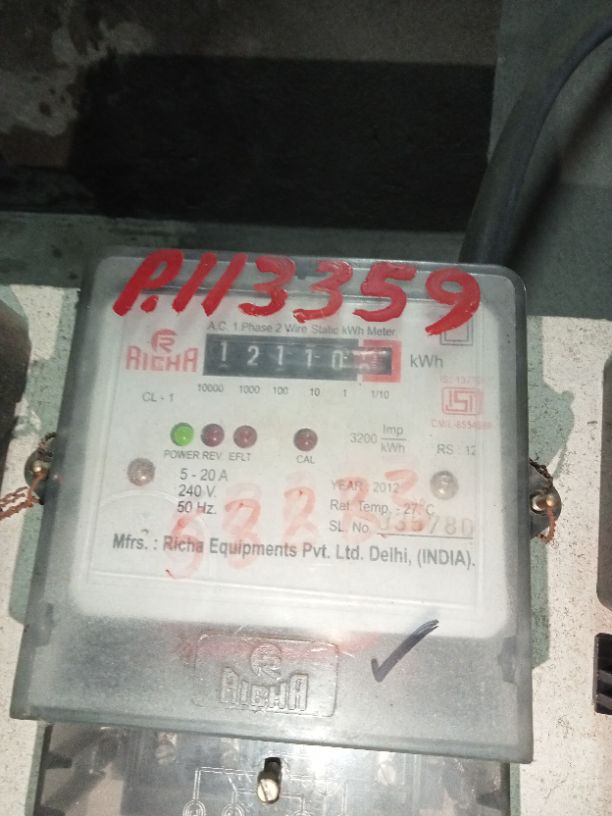 P.113359
A.C. 1 Phase 2 Wire Static kWh Meter
RICHA
kWh
10000 1000 100 10 1 1/10
CL - 1
3200 Imp/kWh
RS : 12
POWER REV. EFLT CAL
5 - 20 A
240 V.
50 Hz.
YEAR : 2012
Ref. Temp. : 27°C
SL. No.
Mfrs. : Richa Equipments Pvt. Ltd. Delhi, (INDIA).
RICHA